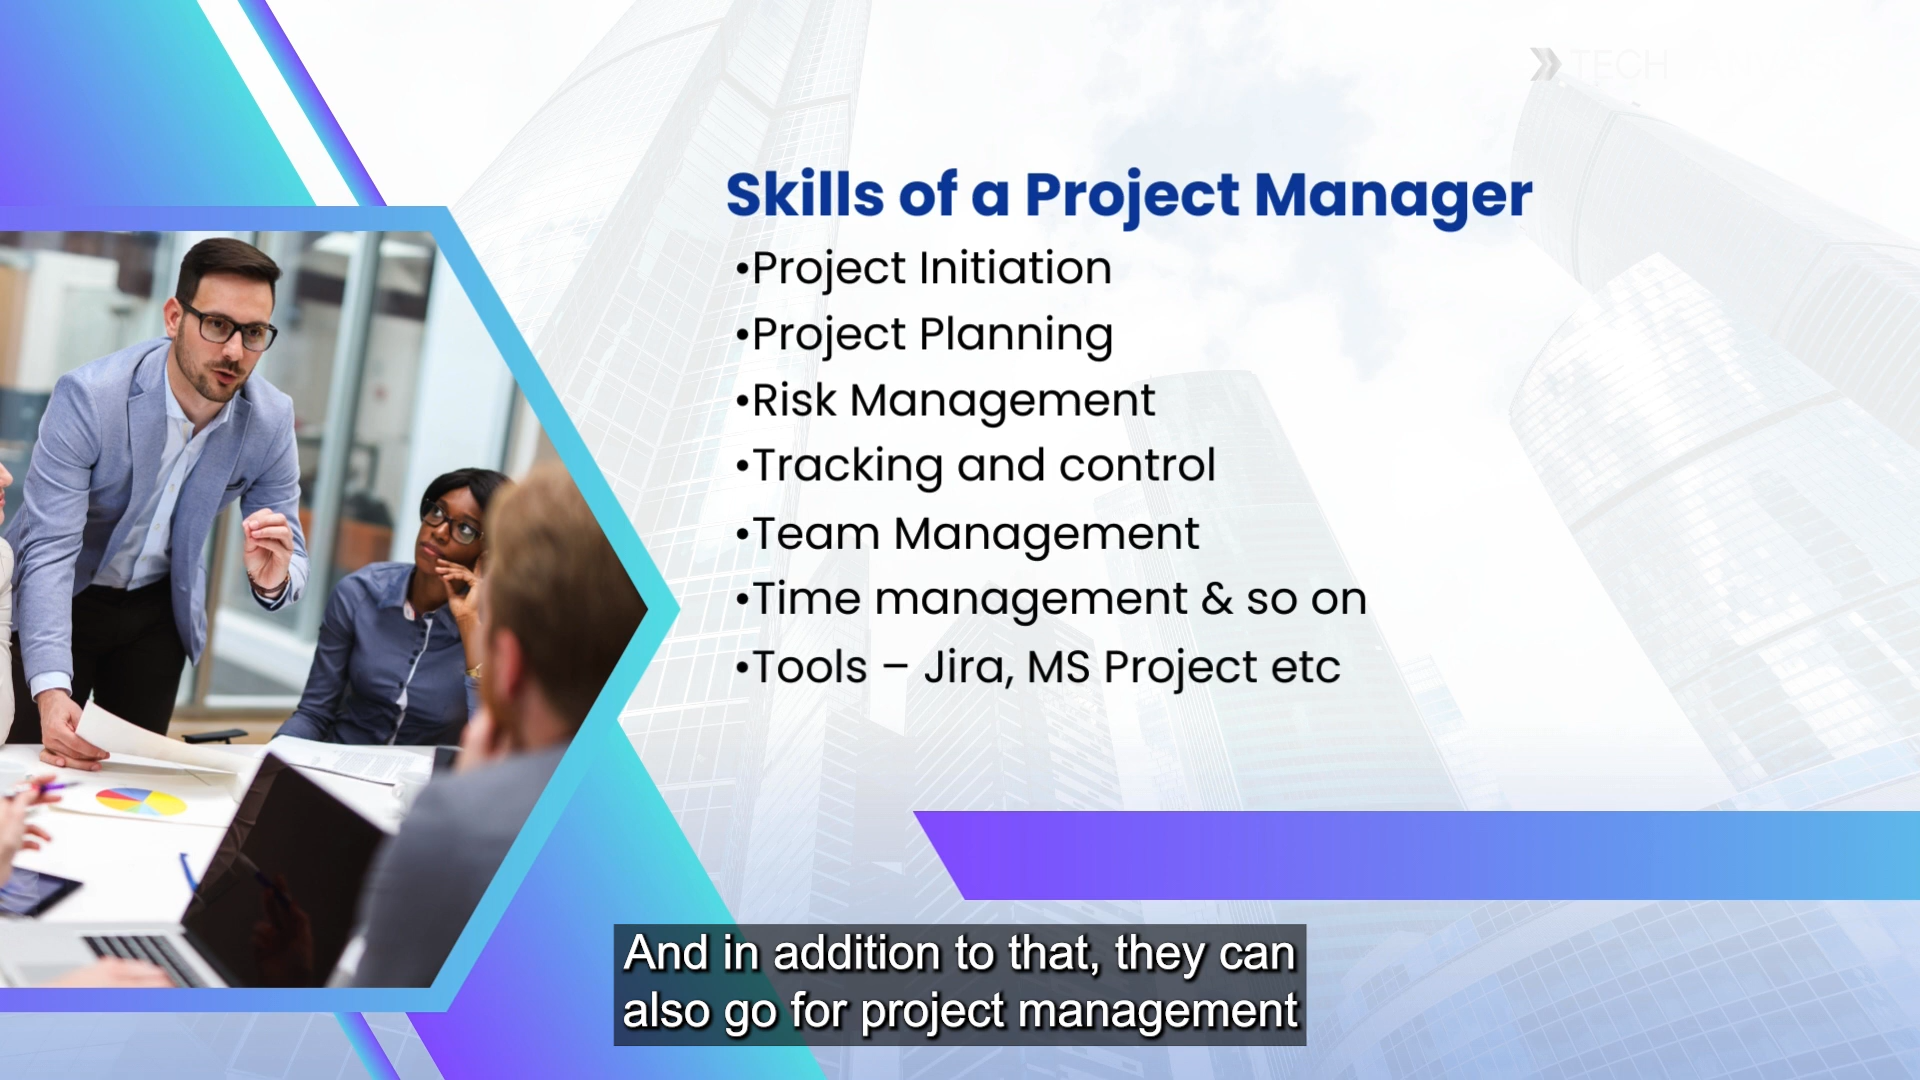 TECH
Skills of a Project Manager
•Project Initiation
•Project Planning
•Risk Management
•Tracking and control
•Team Management
•Time management & so on
•Tools – Jira, MS Project etc
And in addition to that, they can
also go for project management